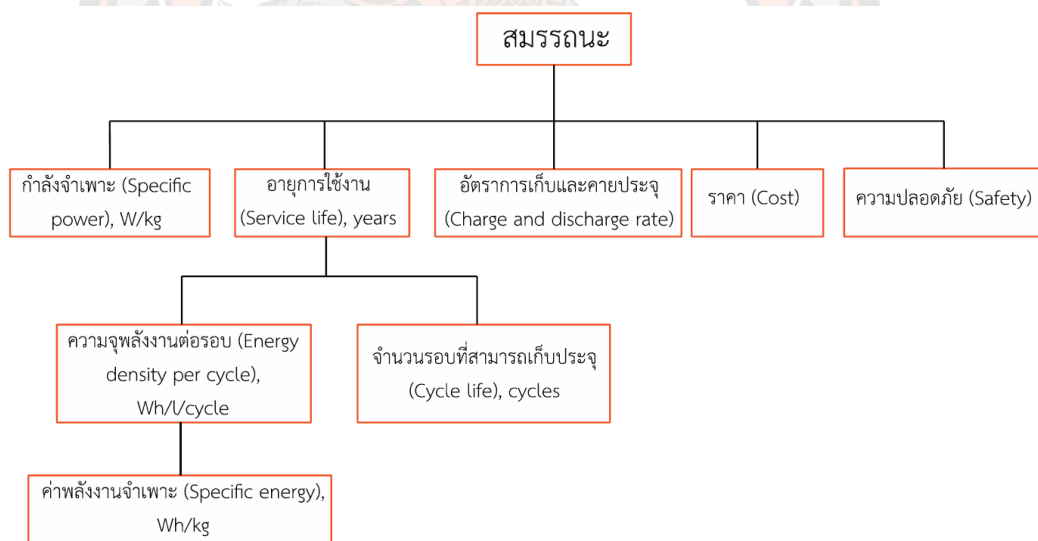 สมรรถนะ
กำลังจำเพาะ (Specific
power), W/kg
อายุการใช้งาน
(Service life), years
อัตราการเก็บและคายประจุ
(Charge and discharge rate)
ราคา (Cost)
ความปลอดภัย (Safety)
ความจุพลังงานต่อรอบ (Energy
density per cycle),
Wh/l/cycle
จำนวนรอบที่สามารถเก็บประจุ
(Cycle life), cycles
ค่าพลังงานจำเพาะ (Specific energy),
Wh/kg